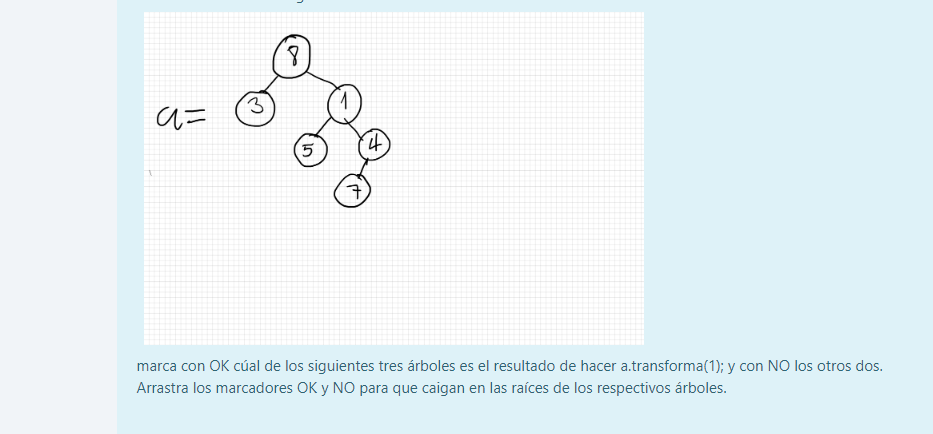 8
a= 3 1
5 4
7
marca con OK cúal de los siguientes tres árboles es el resultado de hacer a.transforma(1); y con NO los otros dos.
Arrastra los marcadores OK y NO para que caigan en las raíces de los respectivos árboles.